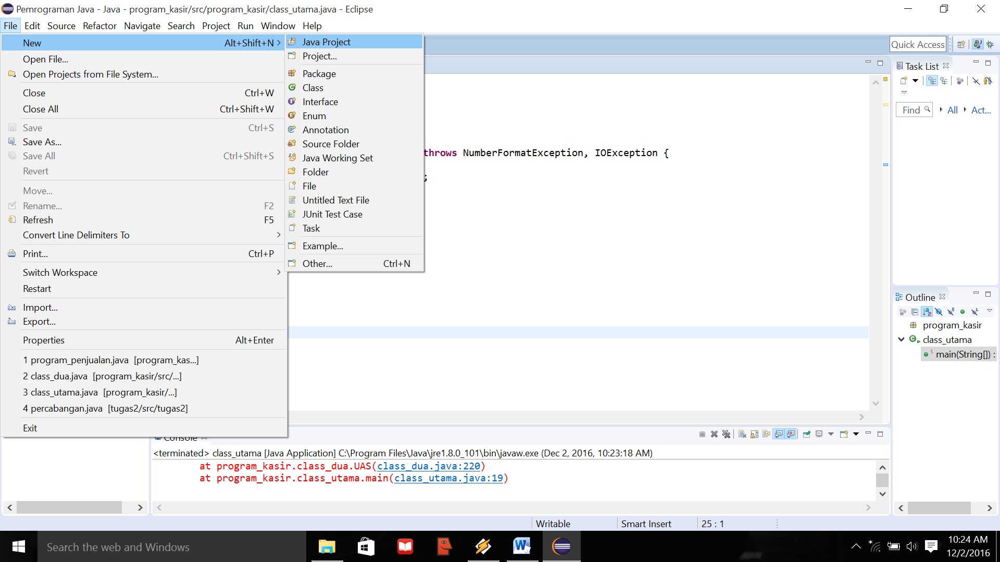 Pemrograman Java - Java - program_kasir/src/program_kasir/class_utama.java - Eclipse
File Edit Source Refactor Navigate Search Project Run Window Help
New Alt+Shift+N
Open File...
Open Projects from File System...
Close Ctrl+W
Close All Ctrl+Shift+W
Save Ctrl+S
Save As...
Save All Ctrl+Shift+S
Revert
Move...
Rename... F2
Refresh F5
Convert Line Delimiters To
Print... Ctrl+P
Switch Workspace
Restart
Import...
Export...
Properties Alt+Enter
1 program_penjualan.java [program_kas...]
2 class_dua.java [program_kasir/src/...]
3 class_utama.java [program_kasir/...]
4 percabangan.java [tugas2/src/tugas2]
Exit
Java Project
Project...
Package
Class
Interface
Enum
Annotation
Source Folder
Java Working Set
Folder
File
Untitled Text File
JUnit Test Case
Task
Example...
Other... Ctrl+N
throws NumberFormatException, IOException {
;
Quick Access
Task List
Find All Act...
Outline
program_kasir
class_utama
main(String[]) :
Console
<terminated> class_utama [Java Application] C:\Program Files\Java\jre1.8.0_101\bin\javaw.exe (Dec 2, 2016, 10:23:18 AM)
at program_kasir.class_dua.UAS(class_dua.java:220)
at program_kasir.class_utama.main(class_utama.java:19)
Writable Smart Insert 25 : 1
Search the web and Windows
10:24 AM
12/2/2016